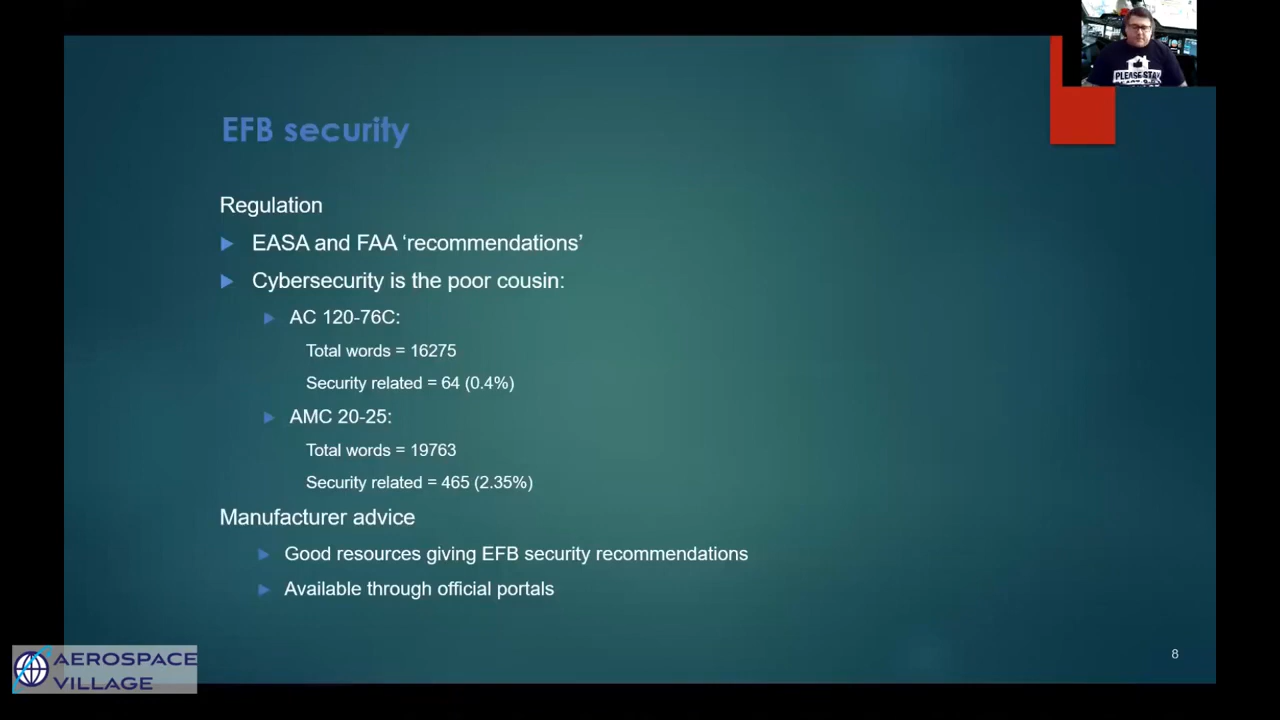 EFB security
Regulation
EASA and FAA ‘recommendations’
Cybersecurity is the poor cousin:
AC 120-76C:
Total words = 16275
Security related = 64 (0.4%)
AMC 20-25:
Total words = 19763
Security related = 465 (2.35%)
Manufacturer advice
Good resources giving EFB security recommendations
Available through official portals
8
AEROSPACE
VILLAGE
PLEASE STAY